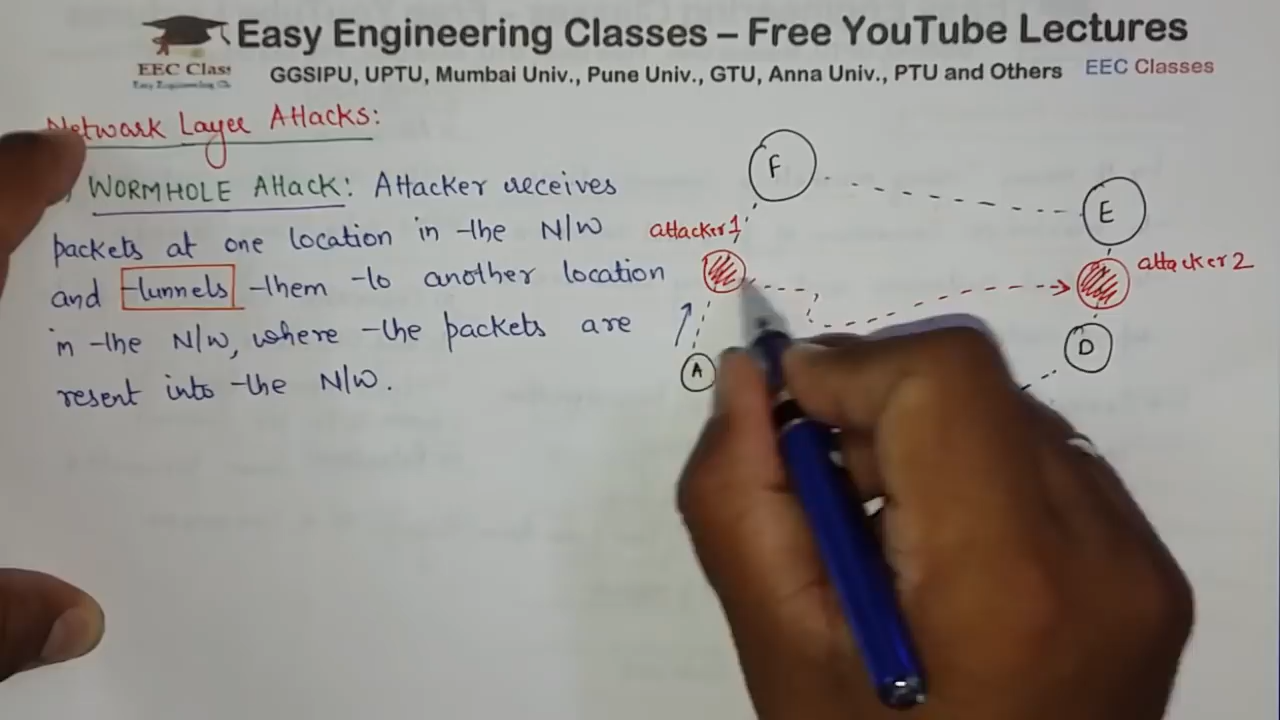 Easy Engineering Classes – Free YouTube Lectures
EEC Class
GGSIPU, UPTU, Mumbai Univ., Pune Univ., GTU, Anna Univ., PTU and Others
EEC Classes
Network Layer Attacks:
WORMHOLE Attack: Attacker receives
packets at one location in the N/W
and tunnels them to another location
in the N/W, where the packets are
resent into the N/W.
F
E
attacker1
attacker2
A
D